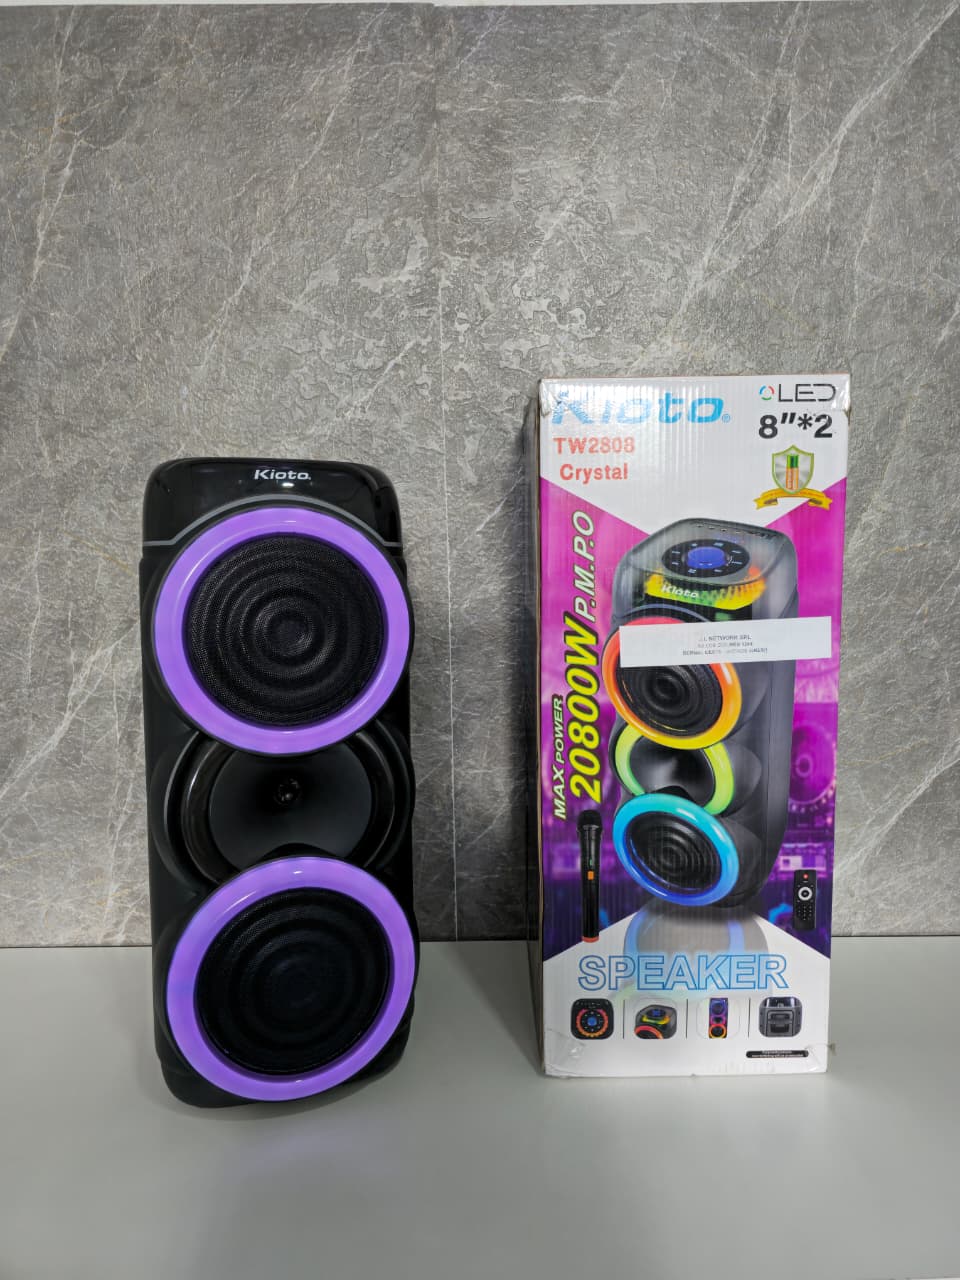 Kioto
Kioto
LED
8"*2
TW2808
Crystal
MAX POWER
20800W P.M.P.O
Kioto
SPEAKER